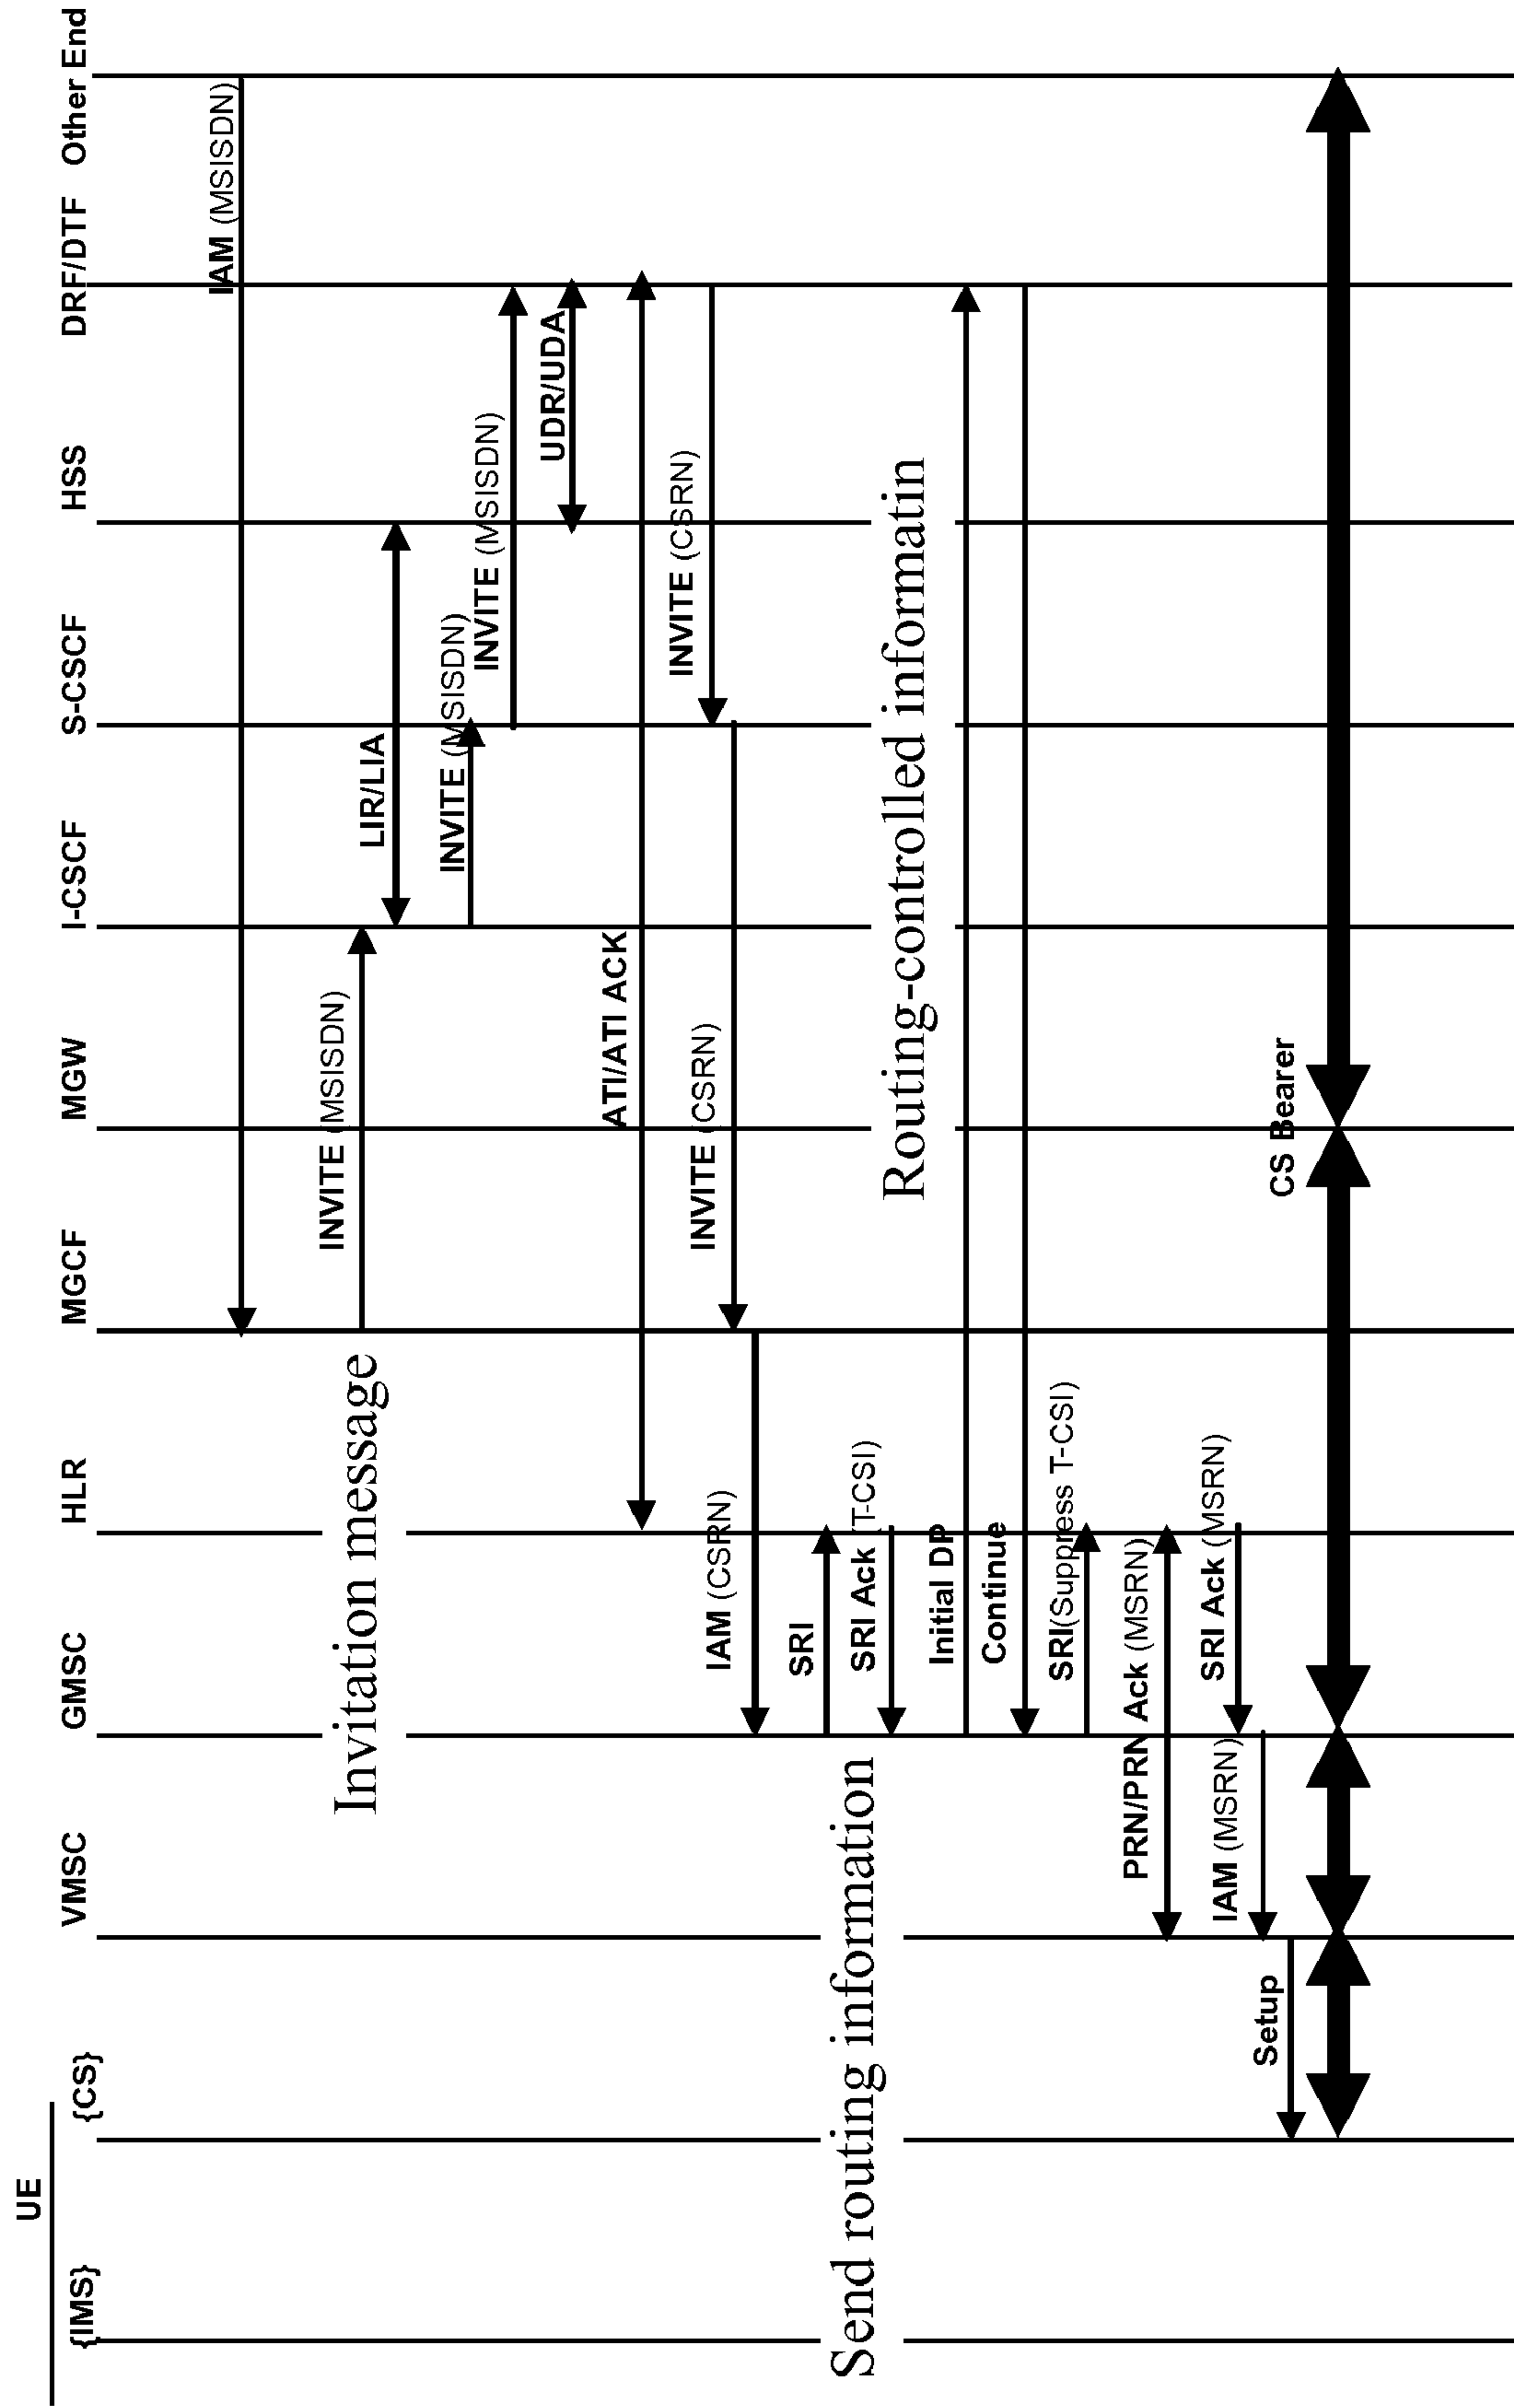 UE
{IMS}
{CS}
VMSC
GMSC
HLR
MGCF
MGW
I-CSCF
S-CSCF
HSS
DRF/DTF
Other End
IAM (MSISDN)
Invitation message
INVITE (MSISDN)
LIR/LIA
INVITE (MSISDN)
INVITE (MSISDN)
UDR/UDA
ATI/ATI ACK
INVITE (CSRN)
INVITE (CSRN)
IAM (CSRN)
SRI
Send routing information
SRI Ack (T-CSI)
Routing-controlled informatin
Initial DP
Continue
SRI(Suppress T-CSI)
PRN/PRN Ack (MSRN)
SRI Ack (MSRN)
IAM (MSRN)
Setup
CS Bearer